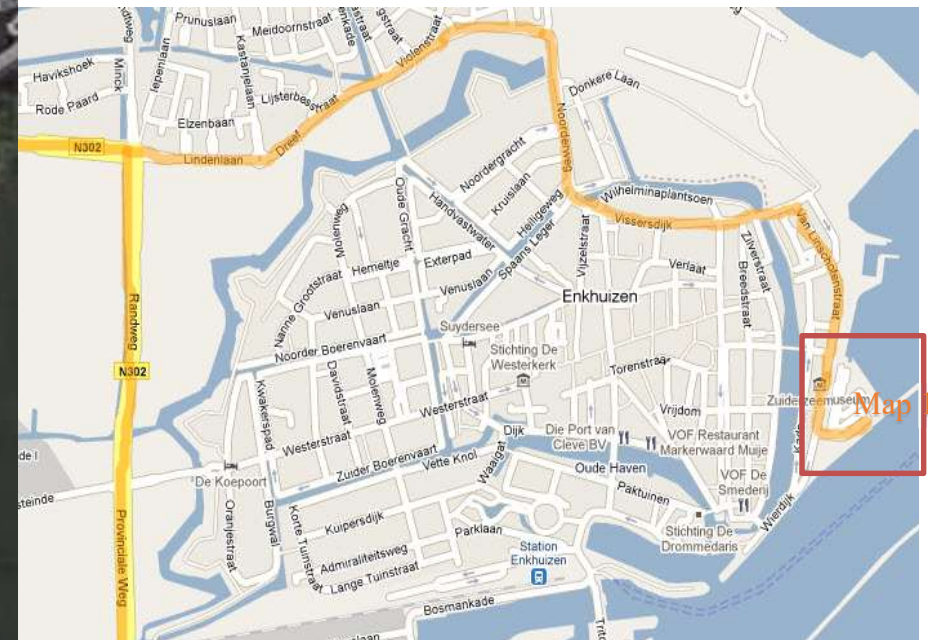 Prunuslaan
Meidoornstraat
Violenstraat
Havikshoek
Minck
Iepenlaan
Kastanjelaan
Rode Paard
Elzenbaan
Lijsterbesstraat
Donkere Laan
N302
Lindenlaan
Dreef
Noorderweg
Noordergracht
Kruislaan
Heiligeweg
Wilhelminaplantsoen
Oude Gracht
Handvastwater
Vissersdijk
Van Linschotenstraat
Molenweg
Spaans Leger
Vijzelstraat
Zilverstraat
Hemeltje
Exterpad
Verlaat
Breedstraat
Nanne Grootstraat
Venuslaan
Venuslaan
Enkhuizen
Randweg
Suydersee
Noorder Boerenvaart
Stichting De
Westerkerk
N302
Kwakerspad
Davidstraat
Molenweg
Zuiderzeemuseum
Map
Westerstraat
Vrijdom
Westerstraat
Dijk
Die Port van
Cleve BV
VOF Restaurant
Markerwaard Muije
Zuider Boerenvaart
Vette Knol
Waaigat
Oude Haven
VOF De
Smederij
De Koepoort
Paktuinen
Wierdijk
Oranjestraat
Burgwal
Korte Tuinstraat
Kuipersdijk
Parklaan
Stichting De
Drommedaris
Provinciale Weg
Admiraliteitsweg
Station
Enkhuizen
Lange Tuinstraat
Bosmankade